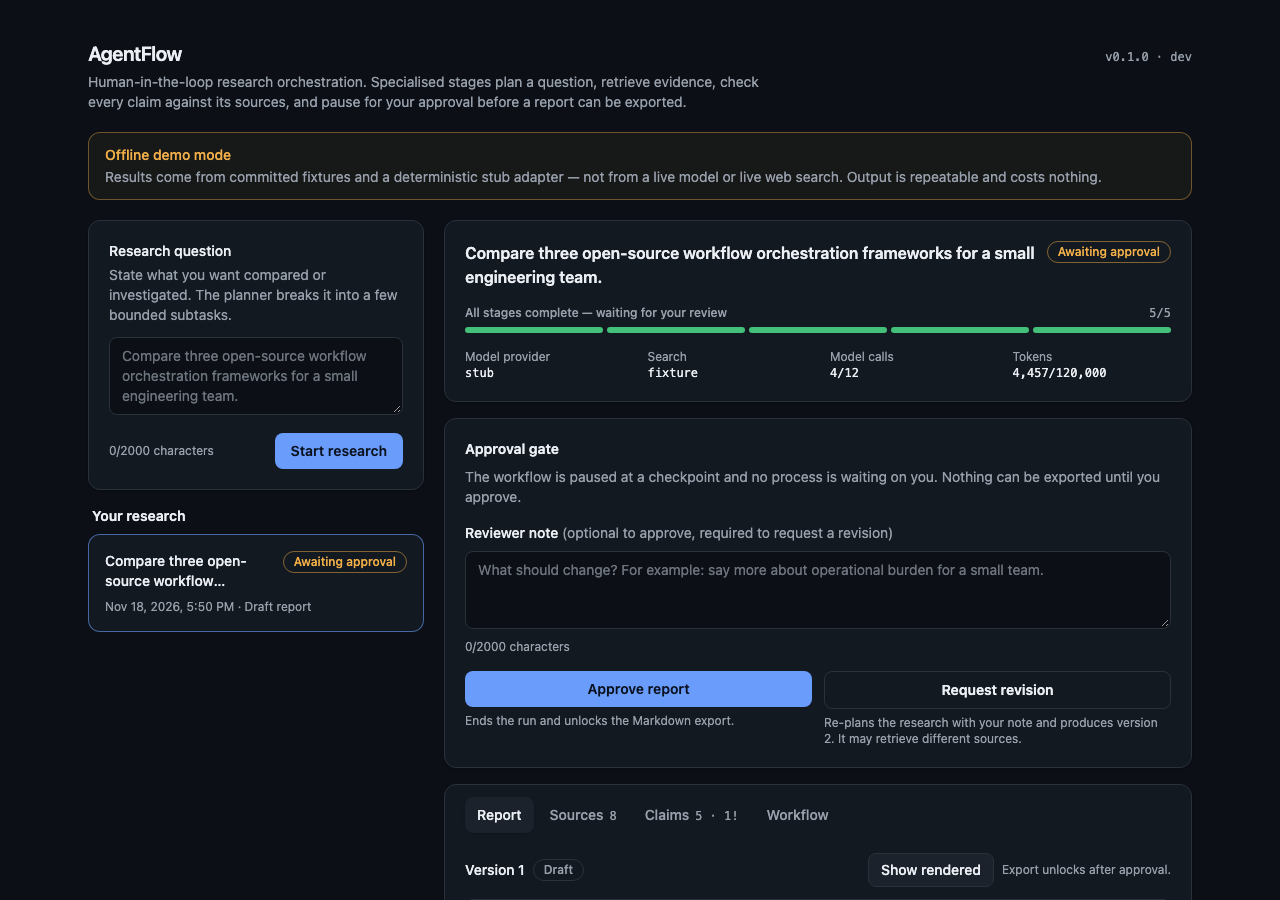 AgentFlow
v0.1.0 · dev
Human-in-the-loop research orchestration. Specialised stages plan a question, retrieve evidence, check
every claim against its sources, and pause for your approval before a report can be exported.
Offline demo mode
Results come from committed fixtures and a deterministic stub adapter — not from a live model or live web search. Output is repeatable and costs nothing.
Research question
State what you want compared or
investigated. The planner breaks it into a few
bounded subtasks.
Compare three open-source workflow
orchestration frameworks for a small
engineering team.
0/2000 characters
Start research
Your research
Compare three open-
source workflow...
Awaiting approval
Nov 18, 2026, 5:50 PM · Draft report
Compare three open-source workflow orchestration frameworks for a small
engineering team.
Awaiting approval
All stages complete — waiting for your review
5/5
Model provider
stub
Search
fixture
Model calls
4/12
Tokens
4,457/120,000
Approval gate
The workflow is paused at a checkpoint and no process is waiting on you. Nothing can be exported until you
approve.
Reviewer note (optional to approve, required to request a revision)
What should change? For example: say more about operational burden for a small team.
0/2000 characters
Approve report
Ends the run and unlocks the Markdown export.
Request revision
Re-plans the research with your note and produces version
2. It may retrieve different sources.
Report
Sources 8
Claims 5 · 1!
Workflow
Version 1
Draft
Show rendered
Export unlocks after approval.